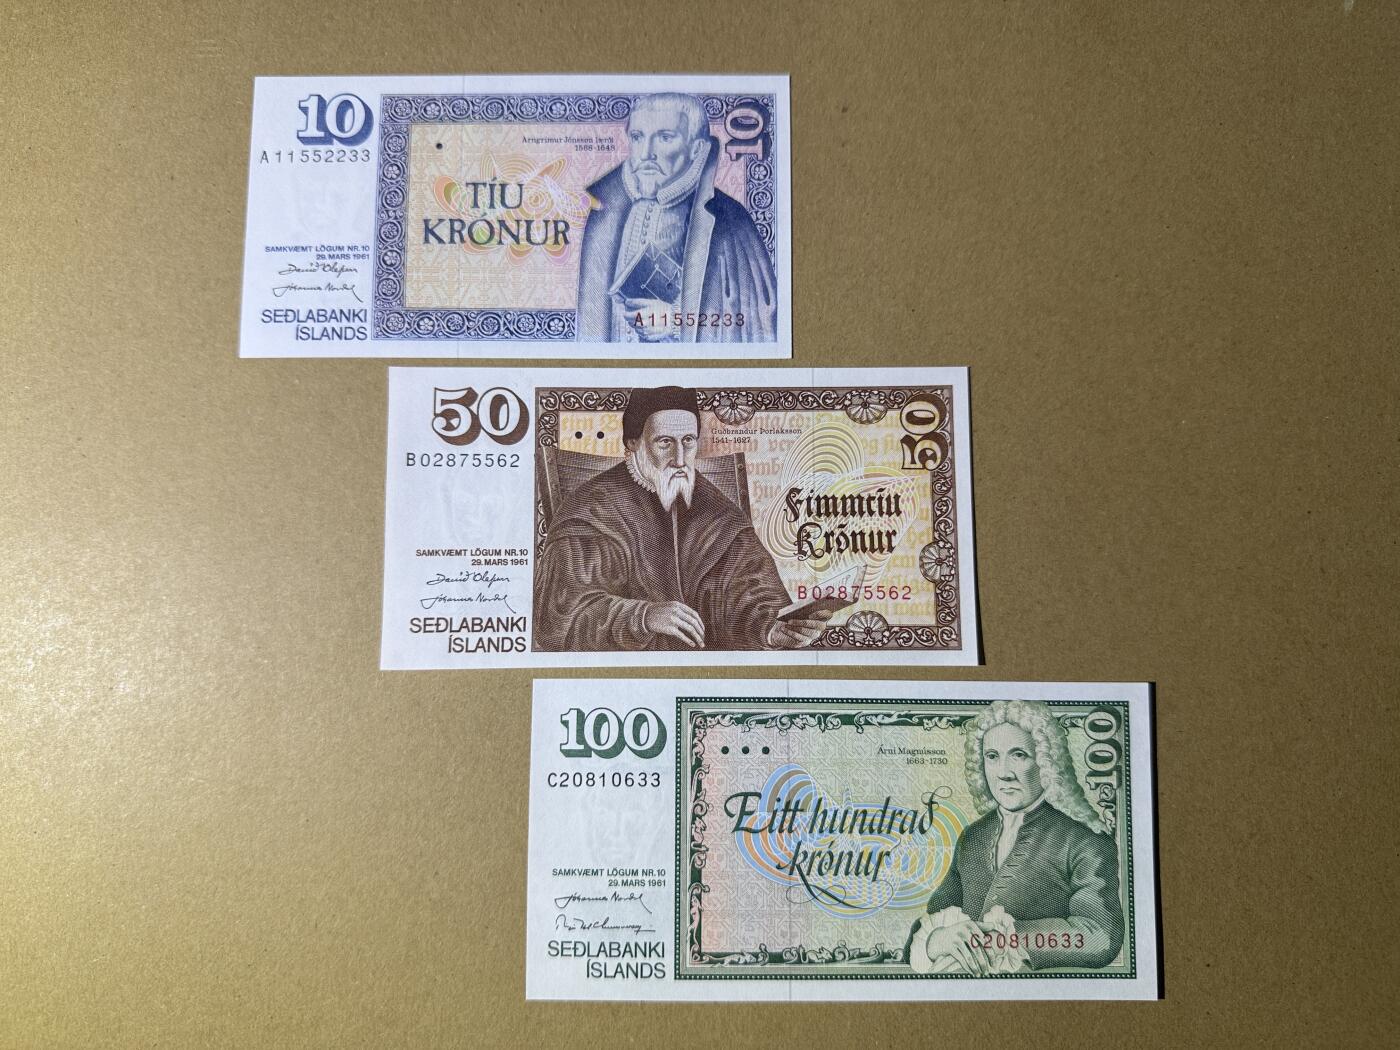 10
A11552233
Arngrímur Jónsson lærði
1568-1648
10
TÍU
KRÓNUR
SAMKVÆMT LÖGUM NR.10
29. MARS 1961
SEÐLABANKI
ÍSLANDS
A11552233
50
B02875562
Guðbrandur Þorláksson
1541-1627
50
Fimmtíu
Krónur
SAMKVÆMT LÖGUM NR.10
29. MARS 1961
B02875562
SEÐLABANKI
ÍSLANDS
100
C20810633
Árni Magnússon
1663-1730
100
Eitt hundrað
krónur
SAMKVÆMT LÖGUM NR.10
29. MARS 1961
C20810633
SEÐLABANKI
ÍSLANDS